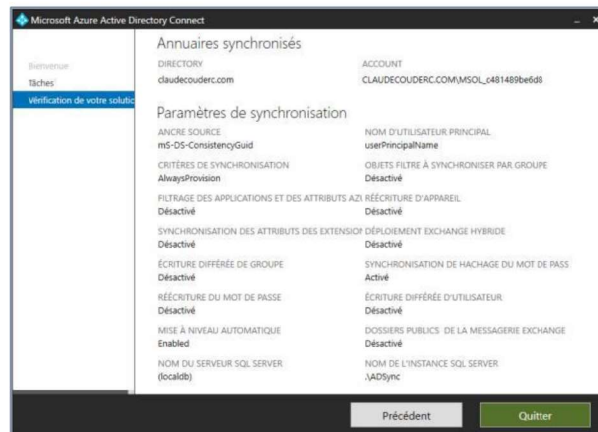 Microsoft Azure Active Directory Connect
Bienvenue
Tâches
Vérification de votre solutic
Annuaires synchronisés
DIRECTORY ACCOUNT
claudecouderc.com CLAUDECOUDERC.COM\MSOL_c481489be6d8
Paramètres de synchronisation
ANCRE SOURCE NOM D'UTILISATEUR PRINCIPAL
mS-DS-ConsistencyGuid userPrincipalName
CRITÈRES DE SYNCHRONISATION OBJETS FILTRE À SYNCHRONISER PAR GROUPE
AlwaysProvision Désactivé
FILTRAGE DES APPLICATIONS ET DES ATTRIBUTS AZU RÉÉCRITURE D'APPAREIL
Désactivé Désactivé
SYNCHRONISATION DES ATTRIBUTS DES EXTENSION DÉPLOIEMENT EXCHANGE HYBRIDE
Désactivé Désactivé
ÉCRITURE DIFFÉRÉE DE GROUPE SYNCHRONISATION DE HACHAGE DU MOT DE PASS
Désactivé Activé
RÉÉCRITURE DU MOT DE PASSE ÉCRITURE DIFFÉRÉE D'UTILISATEUR
Désactivé Désactivé
MISE À NIVEAU AUTOMATIQUE DOSSIERS PUBLICS DE LA MESSAGERIE EXCHANGE
Enabled Désactivé
NOM DU SERVEUR SQL SERVER NOM DE L'INSTANCE SQL SERVER
(localdb) .\ADSync
Précédent Quitter